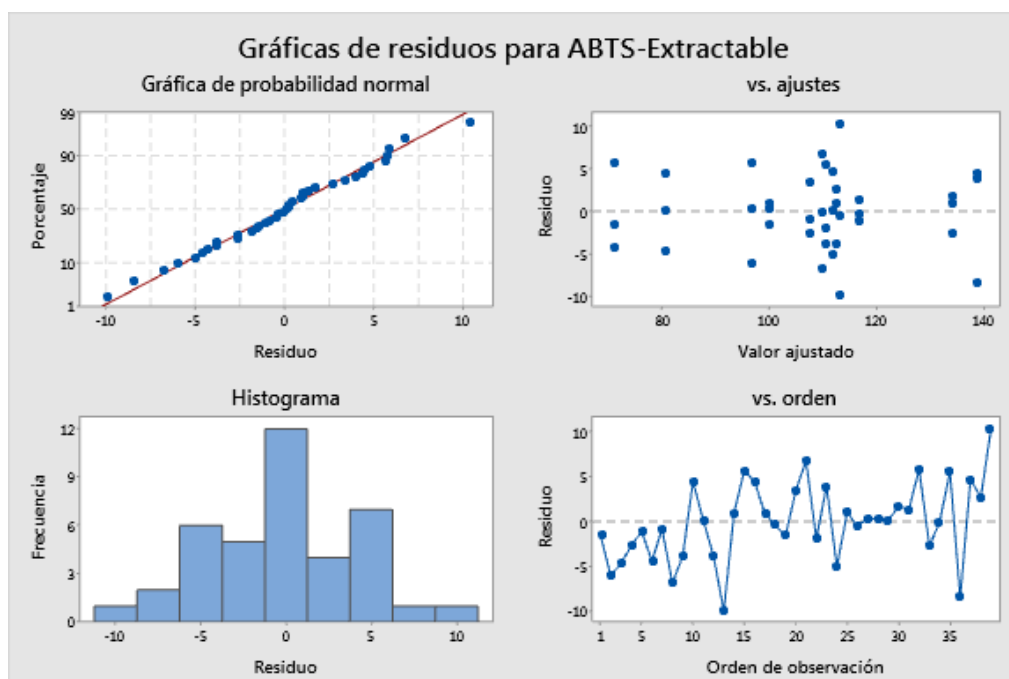 Gráficas de residuos para ABTS-Extractable
Gráfica de probabilidad normal
Porcentaje
99
90
50
10
1
-10 -5 0 5 10
Residuo
vs. ajustes
Residuo
10
5
0
-5
-10
80 100 120 140
Valor ajustado
Histograma
Frecuencia
12
9
6
3
0
-10 -5 0 5 10
Residuo
vs. orden
Residuo
10
5
0
-5
-10
1 5 10 15 20 25 30 35
Orden de observación